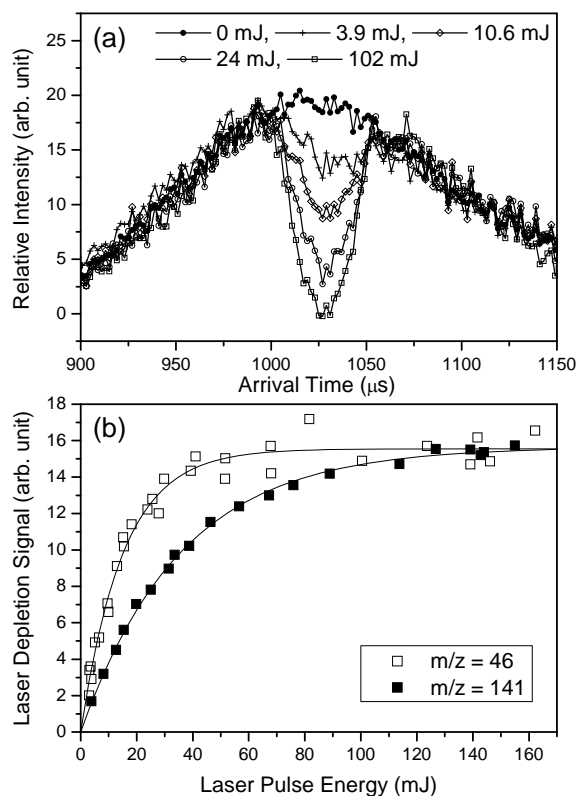 (a)
0 mJ, 3.9 mJ, 10.6 mJ
24 mJ, 102 mJ
Relative Intensity (arb. unit)
25
20
15
10
5
0
900 950 1000 1050 1100 1150
Arrival Time (μs)
(b)
Laser Depletion Signal (arb. unit)
18
16
14
12
10
8
6
4
2
0
m/z = 46
m/z = 141
0 20 40 60 80 100 120 140 160
Laser Pulse Energy (mJ)